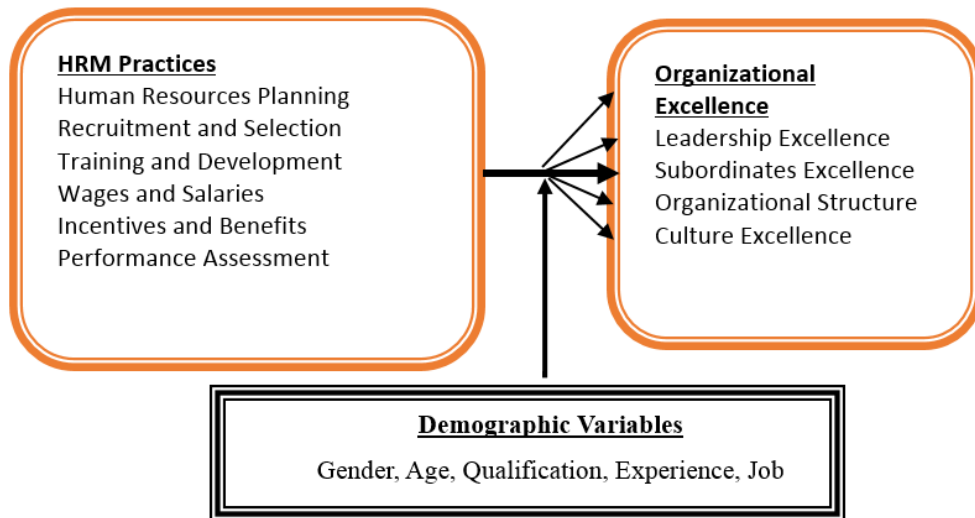 HRM Practices
Human Resources Planning
Recruitment and Selection
Training and Development
Wages and Salaries
Incentives and Benefits
Performance Assessment
Organizational
Excellence
Leadership Excellence
Subordinates Excellence
Organizational Structure
Culture Excellence
Demographic Variables
Gender, Age, Qualification, Experience, Job